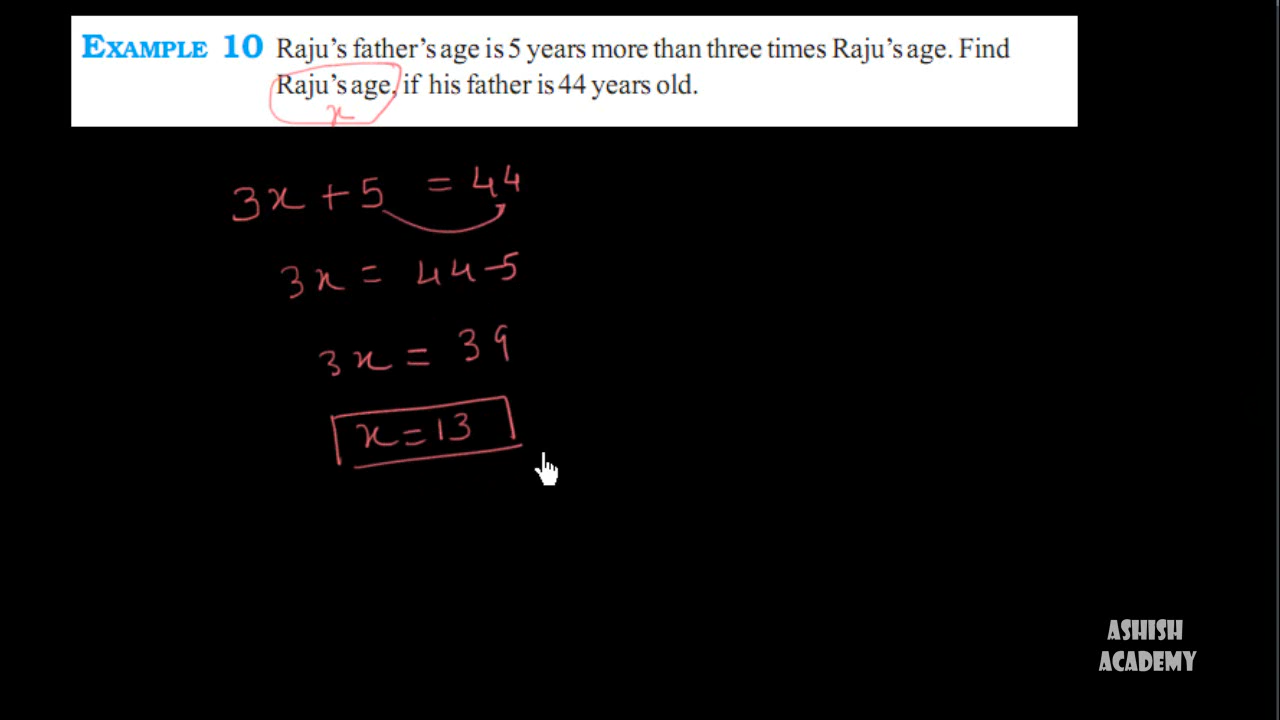 EXAMPLE 10 Raju's father's age is 5 years more than three times Raju's age. Find
Raju's age, if his father is 44 years old.
x
3x + 5 = 44
3x = 44-5
3x = 39
x=13
ASHISH
ACADEMY